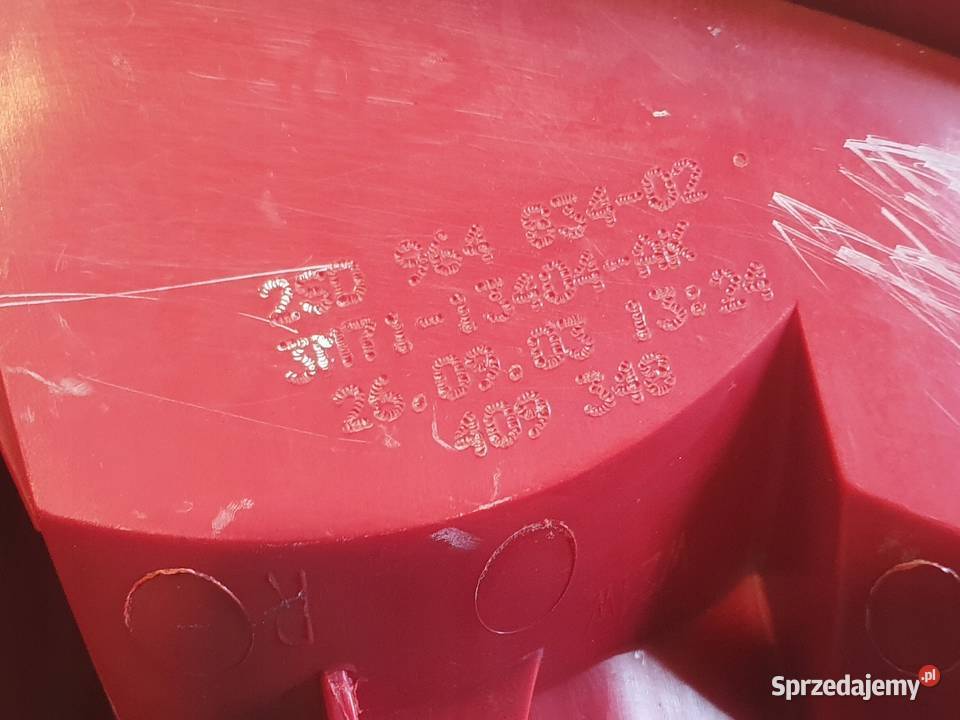 2SD 964 834-02
3M71-13404-AK
26.09.03 13:24
409 348
R
Sprzedajemy.pl